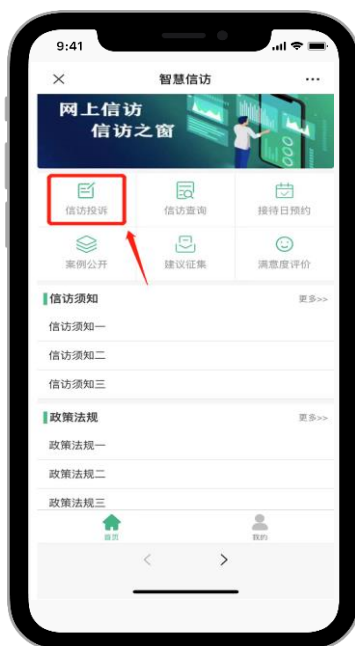 9:41
智慧信访
网上信访
信访之窗
信访投诉 信访查询 接待日预约
案例公开 建议征集 满意度评价
信访须知 更多>>
信访须知一
信访须知二
信访须知三
政策法规 更多>>
政策法规一
政策法规二
政策法规三
首页 我的